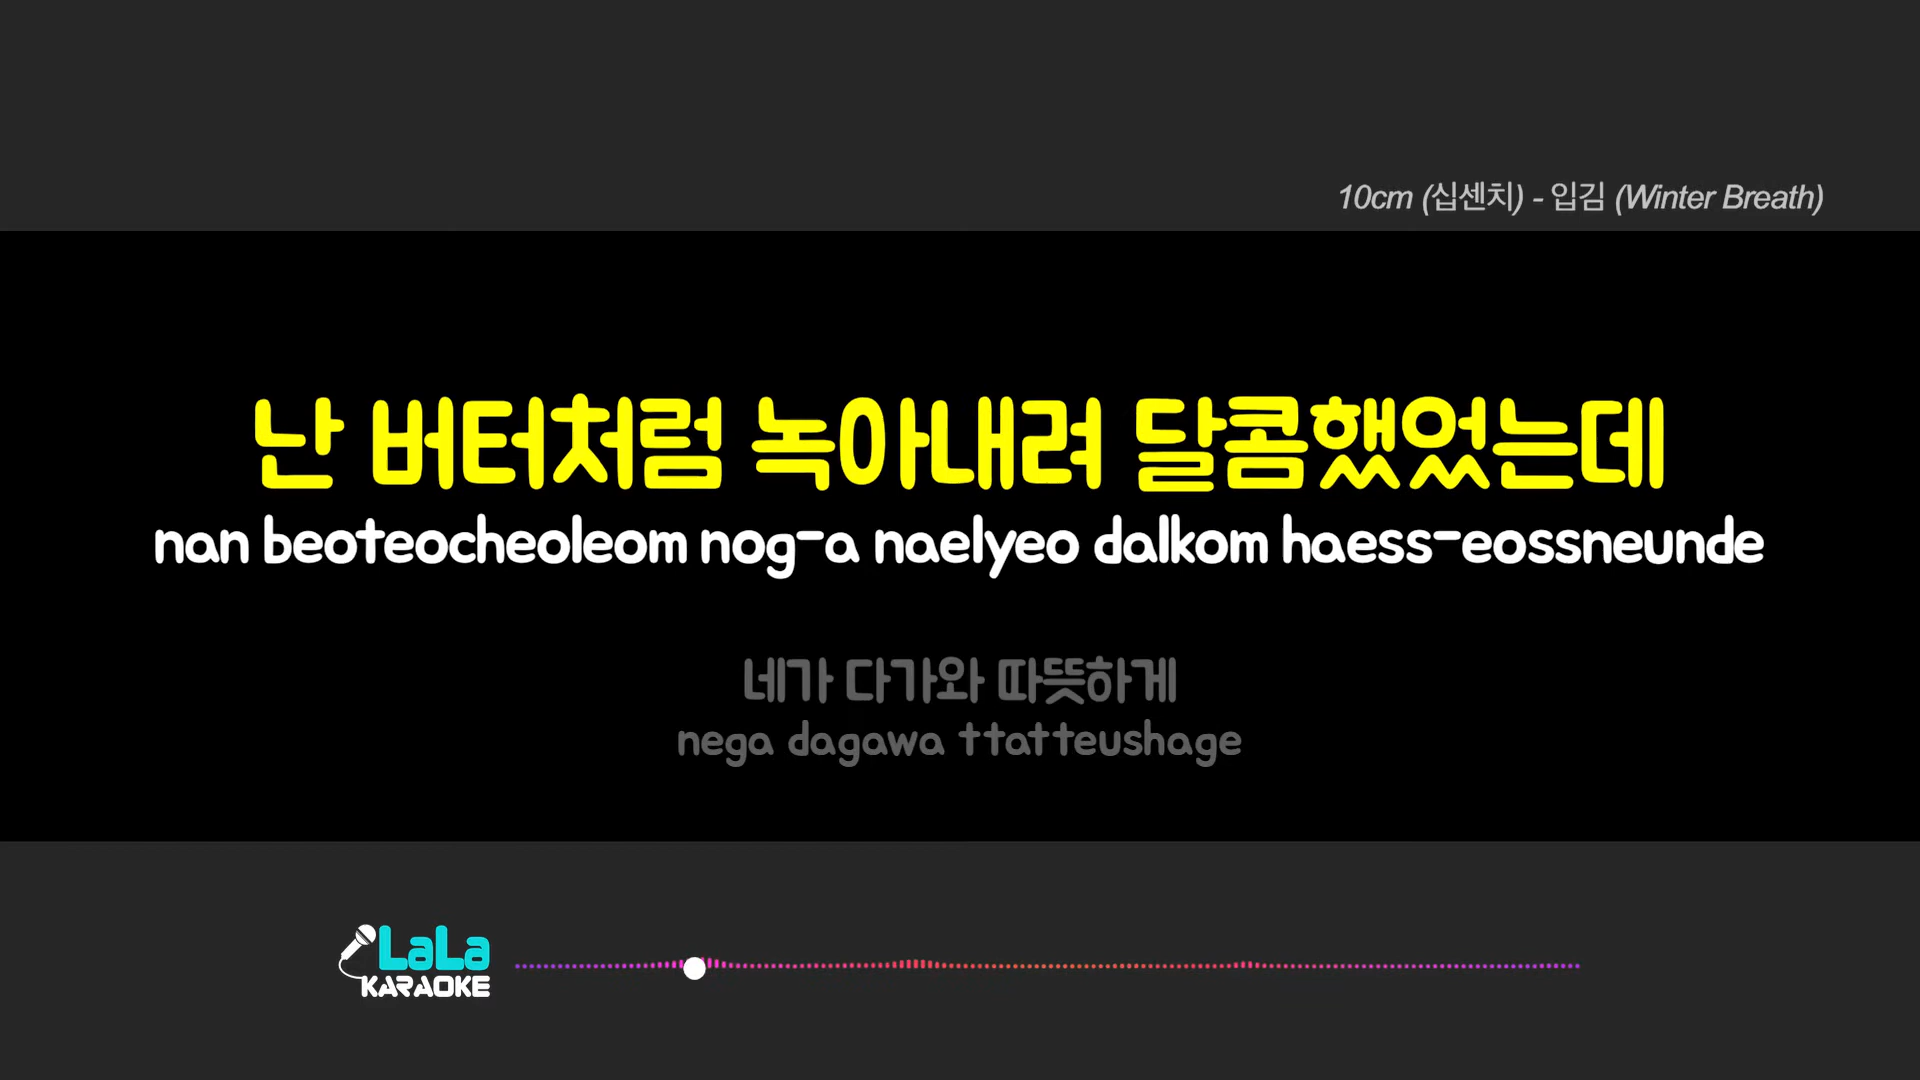 10cm (십센치) - 입김 (Winter Breath)
난 버터처럼 녹아내려 달콤했었는데
nan beoteocheoleom nog-a naelyeo dalkom haess-eossneunde
네가 다가와 따뜻하게
nega dagawa ttatteushage
LaLa
KARAOKE